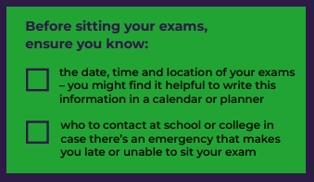 Before sitting your exams,
ensure you know:
the date, time and location of your exams
– you might find it helpful to write this
information in a calendar or planner
who to contact at school or college in
case there's an emergency that makes
you late or unable to sit your exam